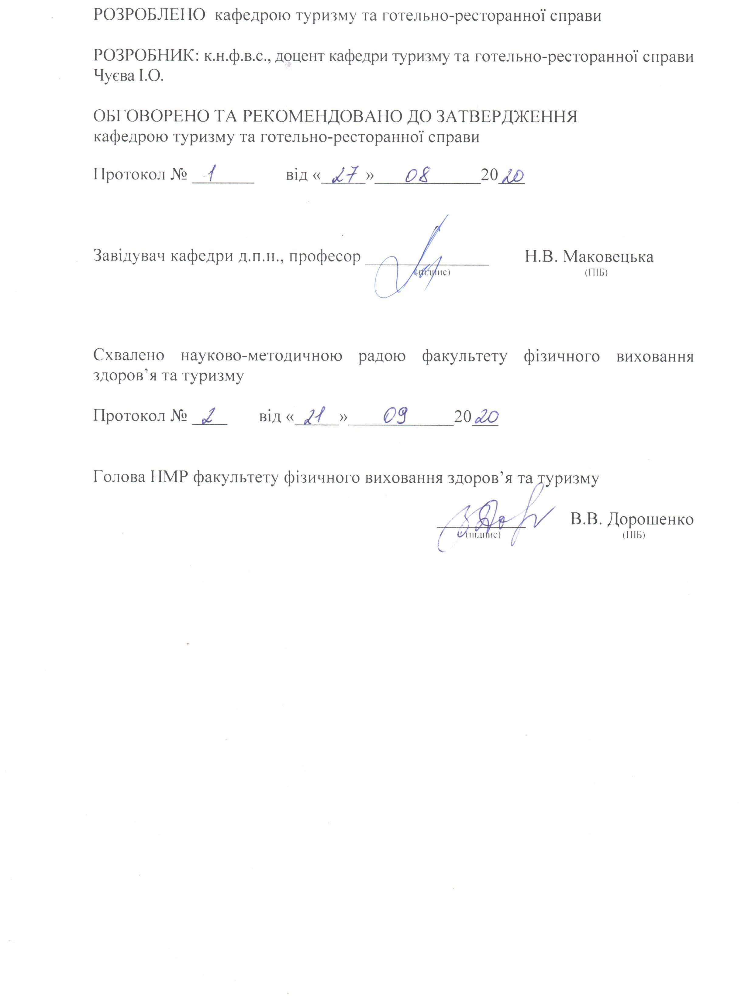 РОЗРОБЛЕНО кафедрою туризму та готельно-ресторанної справи
РОЗРОБНИК: к.н.ф.в.с., доцент кафедри туризму та готельно-ресторанної справи
Чуєва І.О.
ОБГОВОРЕНО ТА РЕКОМЕНДОВАНО ДО ЗАТВЕРДЖЕННЯ
кафедрою туризму та готельно-ресторанної справи
Протокол № 1 від «27» 08 2020
Завідувач кафедри д.п.н., професор Н.В. Маковецька
(підпис) (ПІБ)
Схвалено науково-методичною радою факультету фізичного виховання
здоров’я та туризму
Протокол № 2 від «21» 09 2020
Голова НМР факультету фізичного виховання здоров’я та туризму
В.В. Дорошенко
(підпис) (ПІБ)